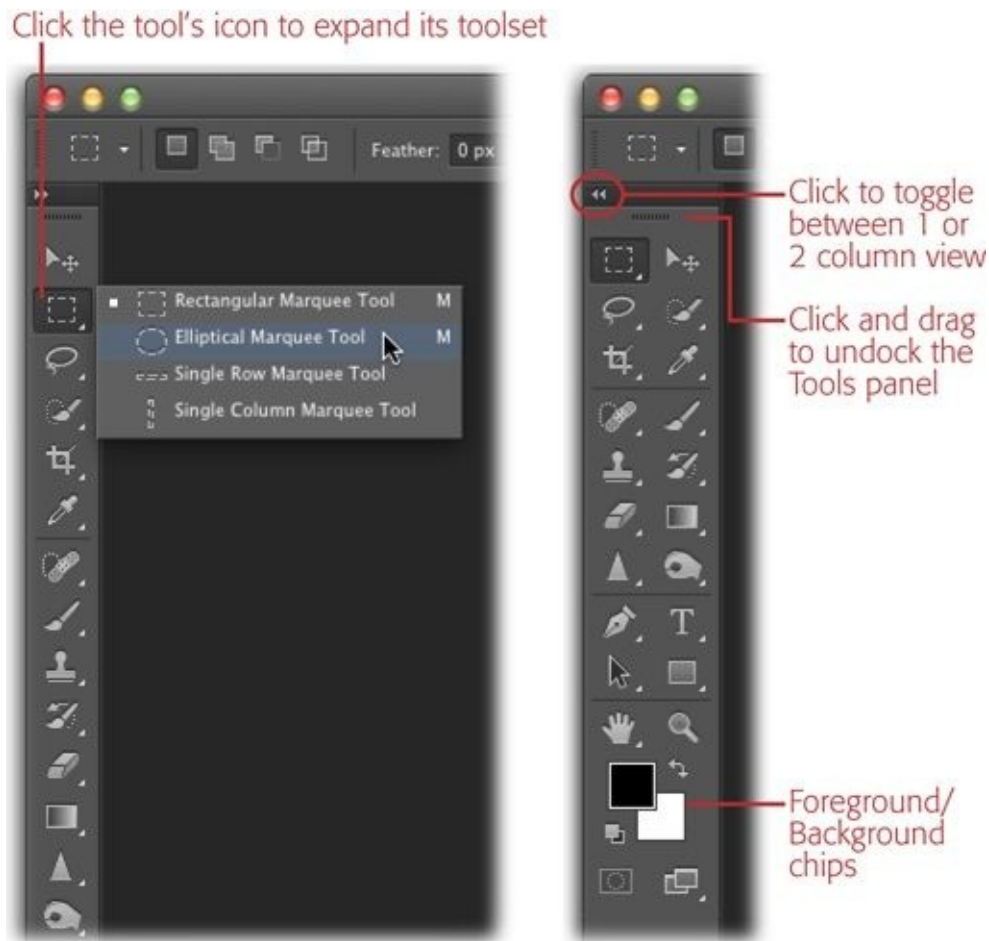 Click the tool's icon to expand its toolset
Feather: 0 px
Rectangular Marquee Tool M
Elliptical Marquee Tool M
Single Row Marquee Tool
Single Column Marquee Tool
Click to toggle
between 1 or
2 column view
Click and drag
to undock the
Tools panel
T
Foreground/
Background
chips